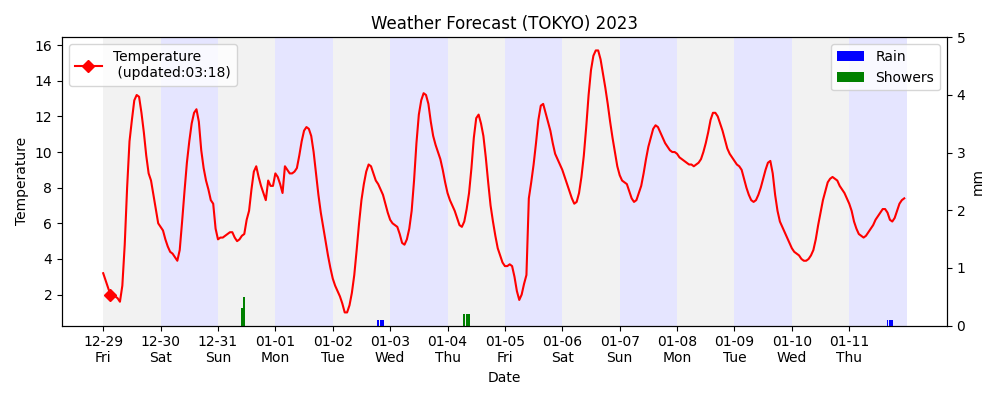 Weather Forecast (TOKYO) 2023
Temperature
(updated:03:18)
Rain
Showers
16
14
12
10
8
6
4
2
Temperature
5
4
3
2
1
0
mm
12-29 12-30 12-31 01-01 01-02 01-03 01-04 01-05 01-06 01-07 01-08 01-09 01-10 01-11
Fri Sat Sun Mon Tue Wed Thu Fri Sat Sun Mon Tue Wed Thu
Date